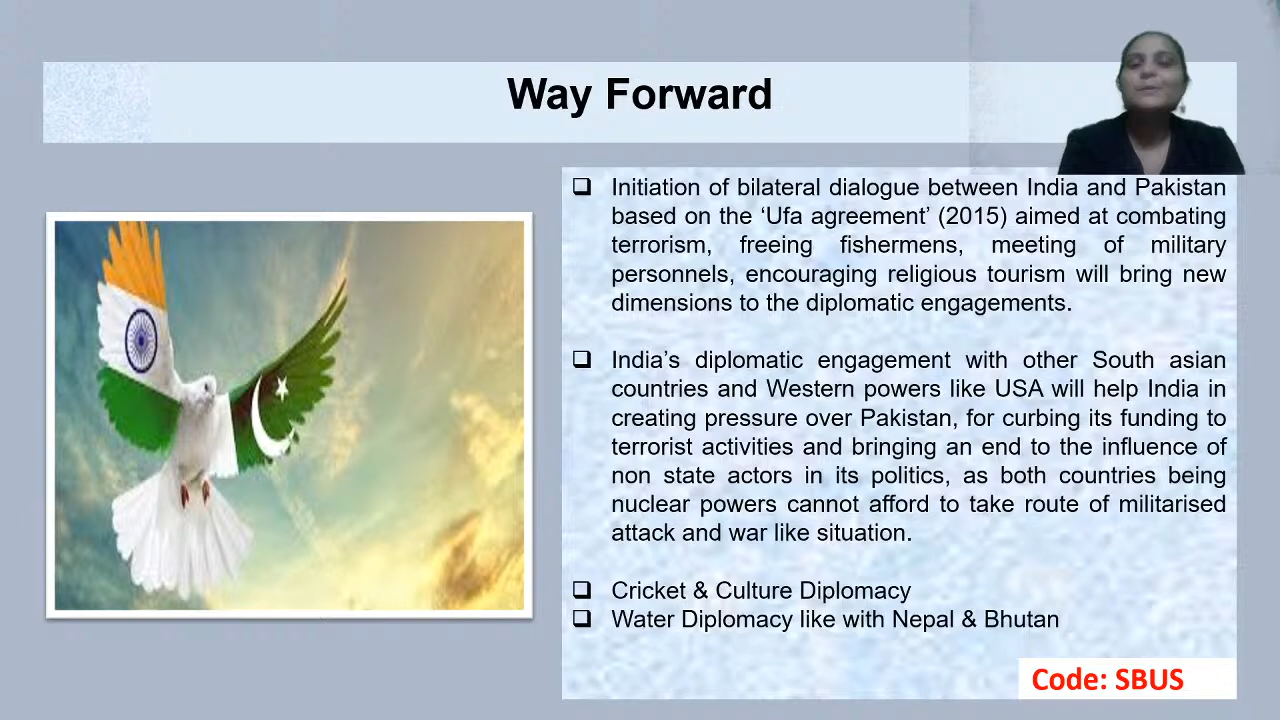 Way Forward
❑ Initiation of bilateral dialogue between India and Pakistan
based on the ‘Ufa agreement’ (2015) aimed at combating
terrorism, freeing fishermens, meeting of military
personnels, encouraging religious tourism will bring new
dimensions to the diplomatic engagements.
❑ India’s diplomatic engagement with other South asian
countries and Western powers like USA will help India in
creating pressure over Pakistan, for curbing its funding to
terrorist activities and bringing an end to the influence of
non state actors in its politics, as both countries being
nuclear powers cannot afford to take route of militarised
attack and war like situation.
❑ Cricket & Culture Diplomacy
❑ Water Diplomacy like with Nepal & Bhutan
Code: SBUS